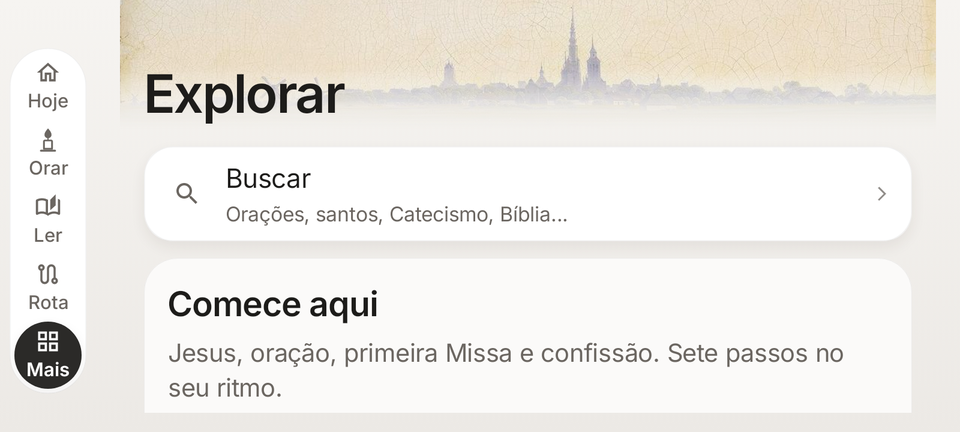 Hoje
Orar
Ler
Rota
Mais
Explorar
Buscar
Orações, santos, Catecismo, Bíblia...
Comece aqui
Jesus, oração, primeira Missa e confissão. Sete passos no
seu ritmo.